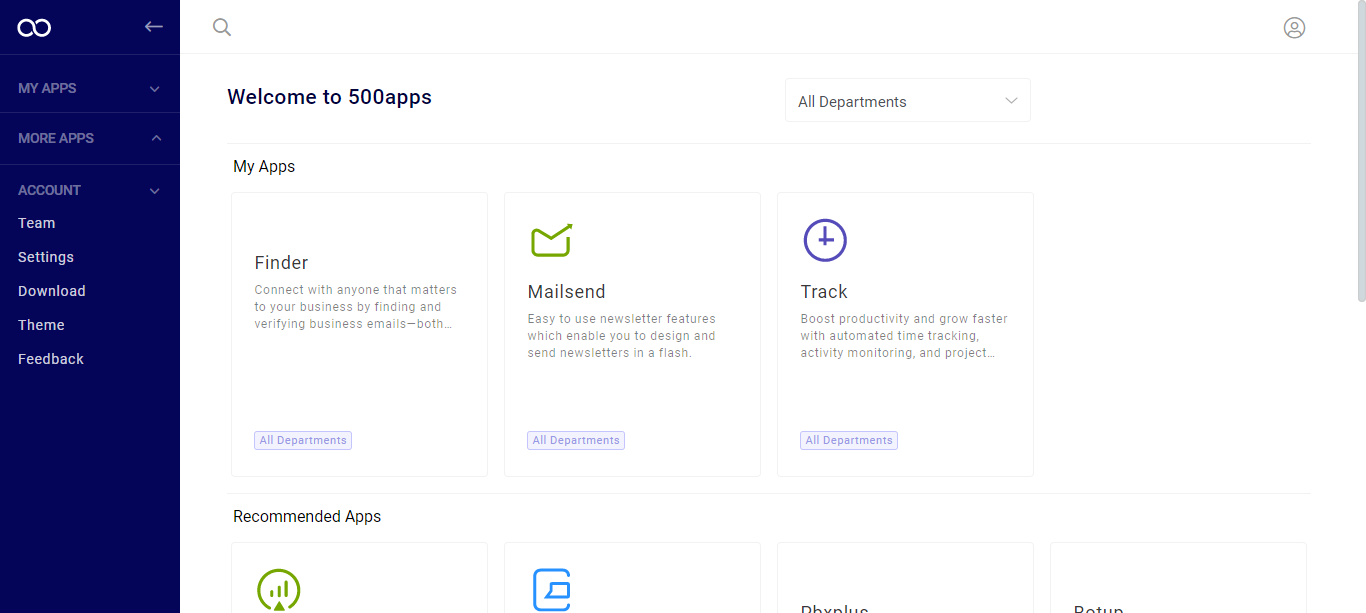 MY APPS
MORE APPS
ACCOUNT
Team
Settings
Download
Theme
Feedback
Welcome to 500apps
All Departments
My Apps
Finder
Connect with anyone that matters
to your business by finding and
verifying business emails—both…
All Departments
Mailsend
Easy to use newsletter features
which enable you to design and
send newsletters in a flash.
All Departments
Track
Boost productivity and grow faster
with automated time tracking,
activity monitoring, and project…
All Departments
Recommended Apps
Pbxplus